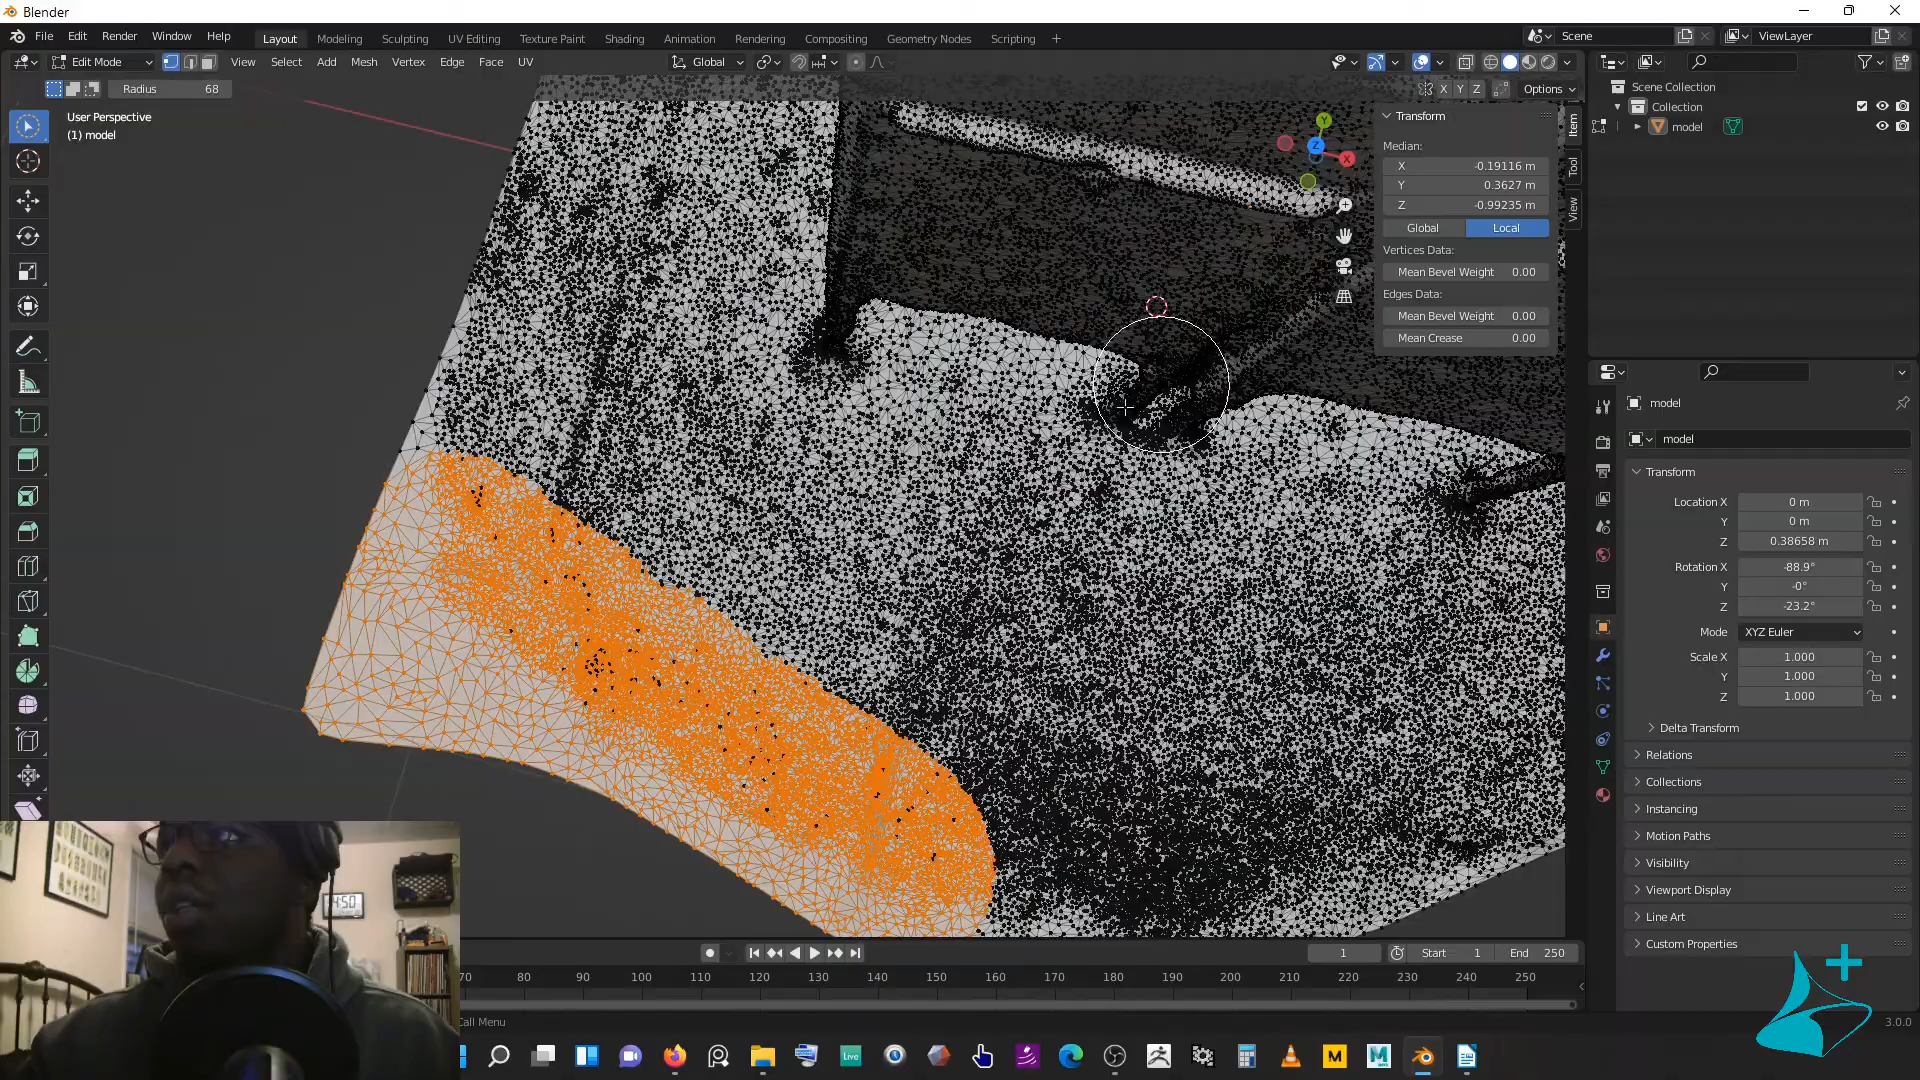 Blender
File Edit Render Window Help
Layout Modeling Sculpting UV Editing Texture Paint Shading Animation Rendering Compositing Geometry Nodes Scripting +
Scene
ViewLayer
Edit Mode View Select Add Mesh Vertex Edge Face UV
Global
Radius 68
X Y Z Options
User Perspective
(1) model
Transform
Median:
X -0.19116 m
Y 0.3627 m
Z -0.99235 m
Global Local
Vertices Data:
Mean Bevel Weight 0.00
Edges Data:
Mean Bevel Weight 0.00
Mean Crease 0.00
Item
Tool
View
Y
Z
X
Scene Collection
Collection
model
model
model
Transform
Location X 0 m
Y 0 m
Z 0.38658 m
Rotation X -88.9°
Y -0°
Z -23.2°
Mode XYZ Euler
Scale X 1.000
Y 1.000
Z 1.000
Delta Transform
Relations
Collections
Instancing
Motion Paths
Visibility
Viewport Display
Line Art
Custom Properties
1 Start 1 End 250
70 80 90 100 110 120 130 140 150 160 170 180 190 200 210 220 230 240 250
Call Menu
3.0.0
4:50
Live
M
M